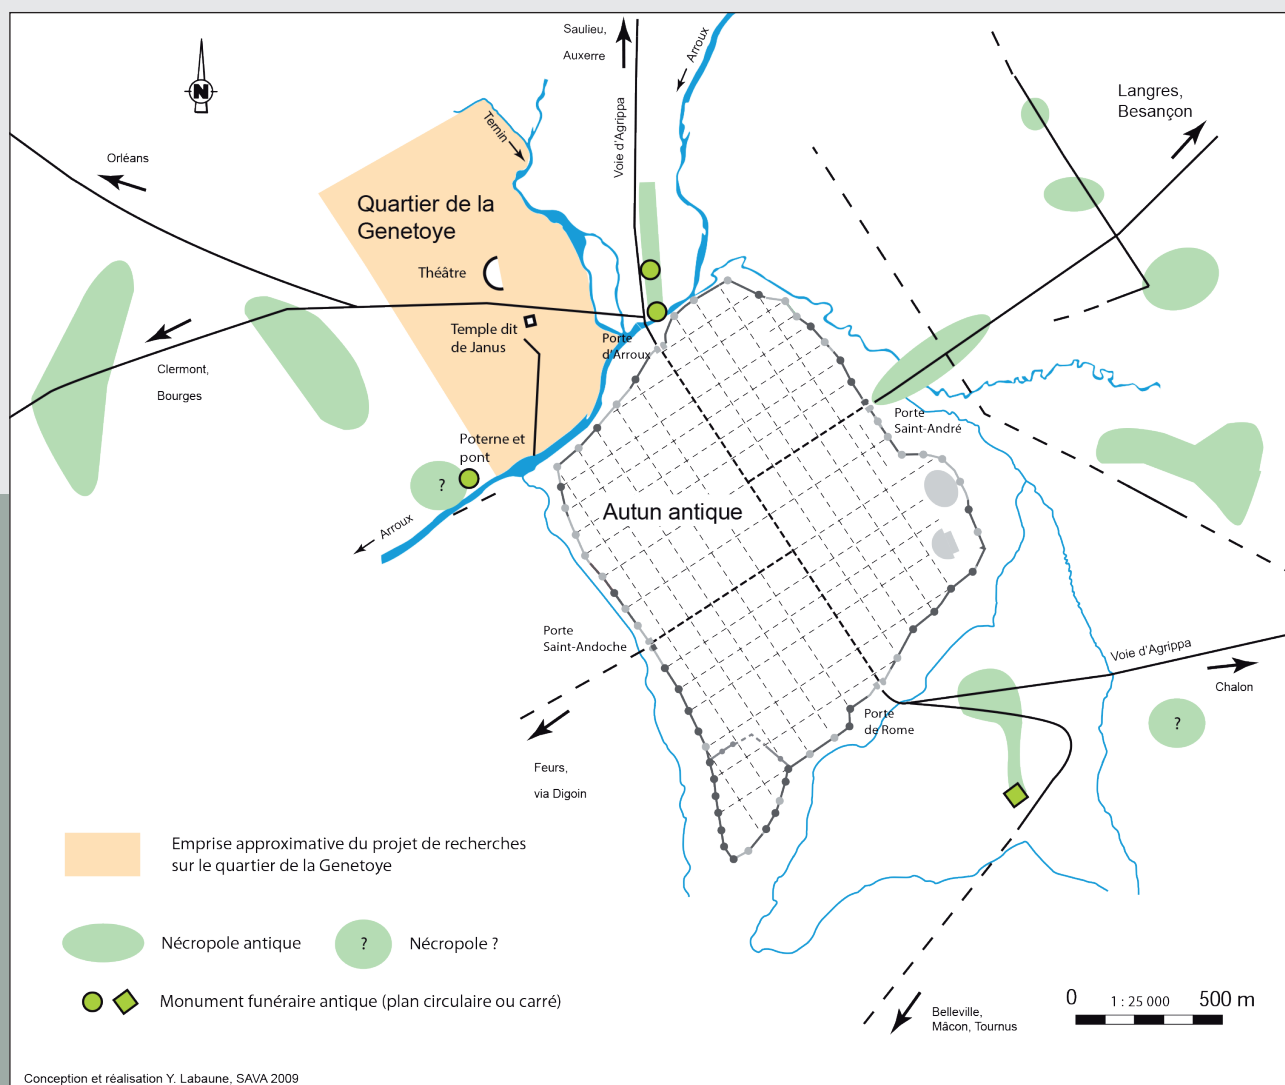 Saulieu,
Auxerre
Arroux
N
Voie d'Agrippa
Langres,
Besançon
Ternin
Orléans
Quartier de la
Genetoye
Théâtre
Temple dit
de Janus
Porte
d'Arroux
Clermont,
Bourges
Porte
Saint-André
Poterne et
pont
?
Autun antique
Arroux
Porte
Saint-Andoche
Voie d'Agrippa
Chalon
Porte
de Rome
?
Feurs,
via Digoin
Emprise approximative du projet de recherches
sur le quartier de la Genetoye
Nécropole antique
?
Nécropole ?
Monument funéraire antique (plan circulaire ou carré)
0
1 : 25 000
500 m
Belleville,
Mâcon, Tournus
Conception et réalisation Y. Labaune, SAVA 2009